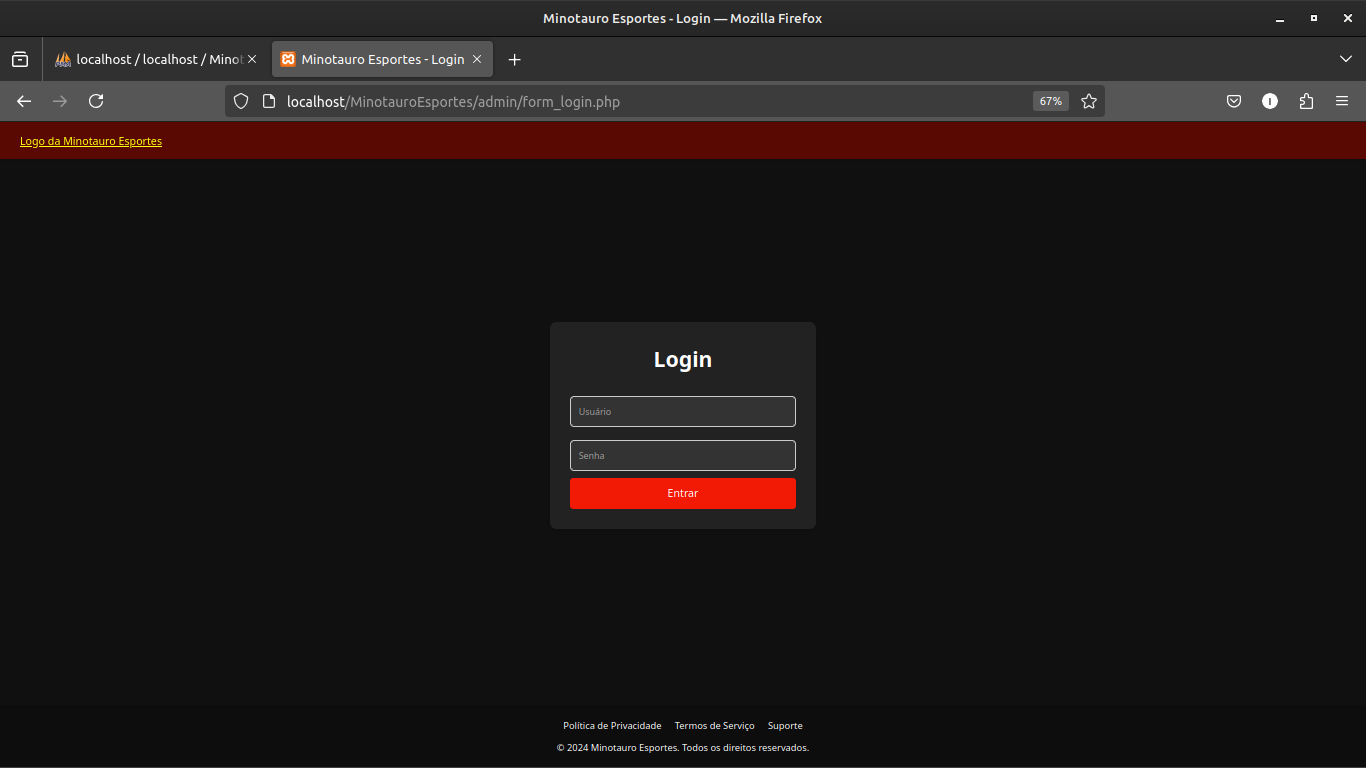 Minotauro Esportes - Login — Mozilla Firefox
localhost / localhost / Minot
Minotauro Esportes - Login
localhost/MinotauroEsportes/admin/form_login.php
67%
I
Logo da Minotauro Esportes
Login
Usuário
Senha
Entrar
Política de Privacidade Termos de Serviço Suporte
© 2024 Minotauro Esportes. Todos os direitos reservados.